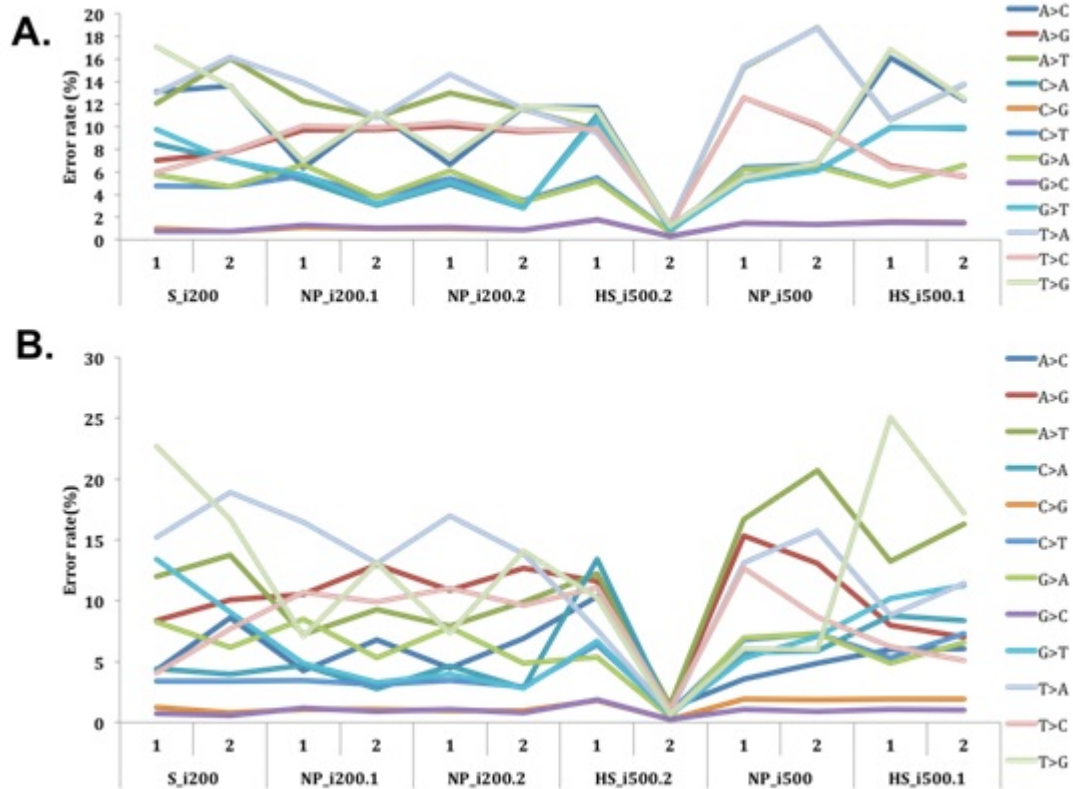 A.
Error rate (%)
20
18
16
14
12
10
8
6
4
2
0
1 2 1 2 1 2 1 2 1 2 1 2
S_i200 NP_i200.1 NP_i200.2 HS_i500.2 NP_i500 HS_i500.1
A>C
A>G
A>T
C>A
C>G
C>T
G>A
G>C
G>T
T>A
T>C
T>G
B.
Error rate(%)
30
25
20
15
10
5
0
1 2 1 2 1 2 1 2 1 2 1 2
S_i200 NP_i200.1 NP_i200.2 HS_i500.2 NP_i500 HS_i500.1
A>C
A>G
A>T
C>A
C>G
C>T
G>A
G>C
G>T
T>A
T>C
T>G